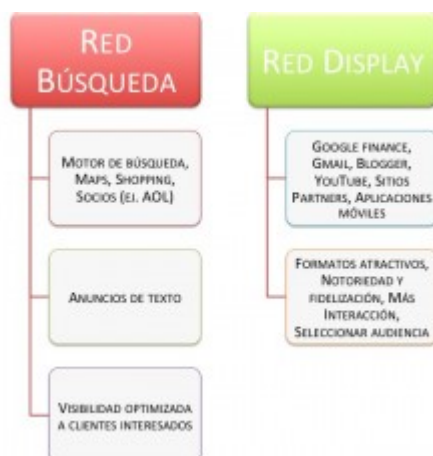 RED
BÚSQUEDA
MOTOR DE BÚSQUEDA,
MAPS, SHOPPING,
SOCIOS (EJ. AOL)
ANUNCIOS DE TEXTO
VISIBILIDAD OPTIMIZADA
A CLIENTES INTERESADOS
RED DISPLAY
GOOGLE FINANCE,
GMAIL, BLOGGER,
YOUTUBE, SITIOS
PARTNERS, APLICACIONES
MÓVILES
FORMATOS ATRACTIVOS,
NOTORIEDAD Y
FIDELIZACIÓN, MÁS
INTERACCIÓN,
SELECCIONAR AUDIENCIA